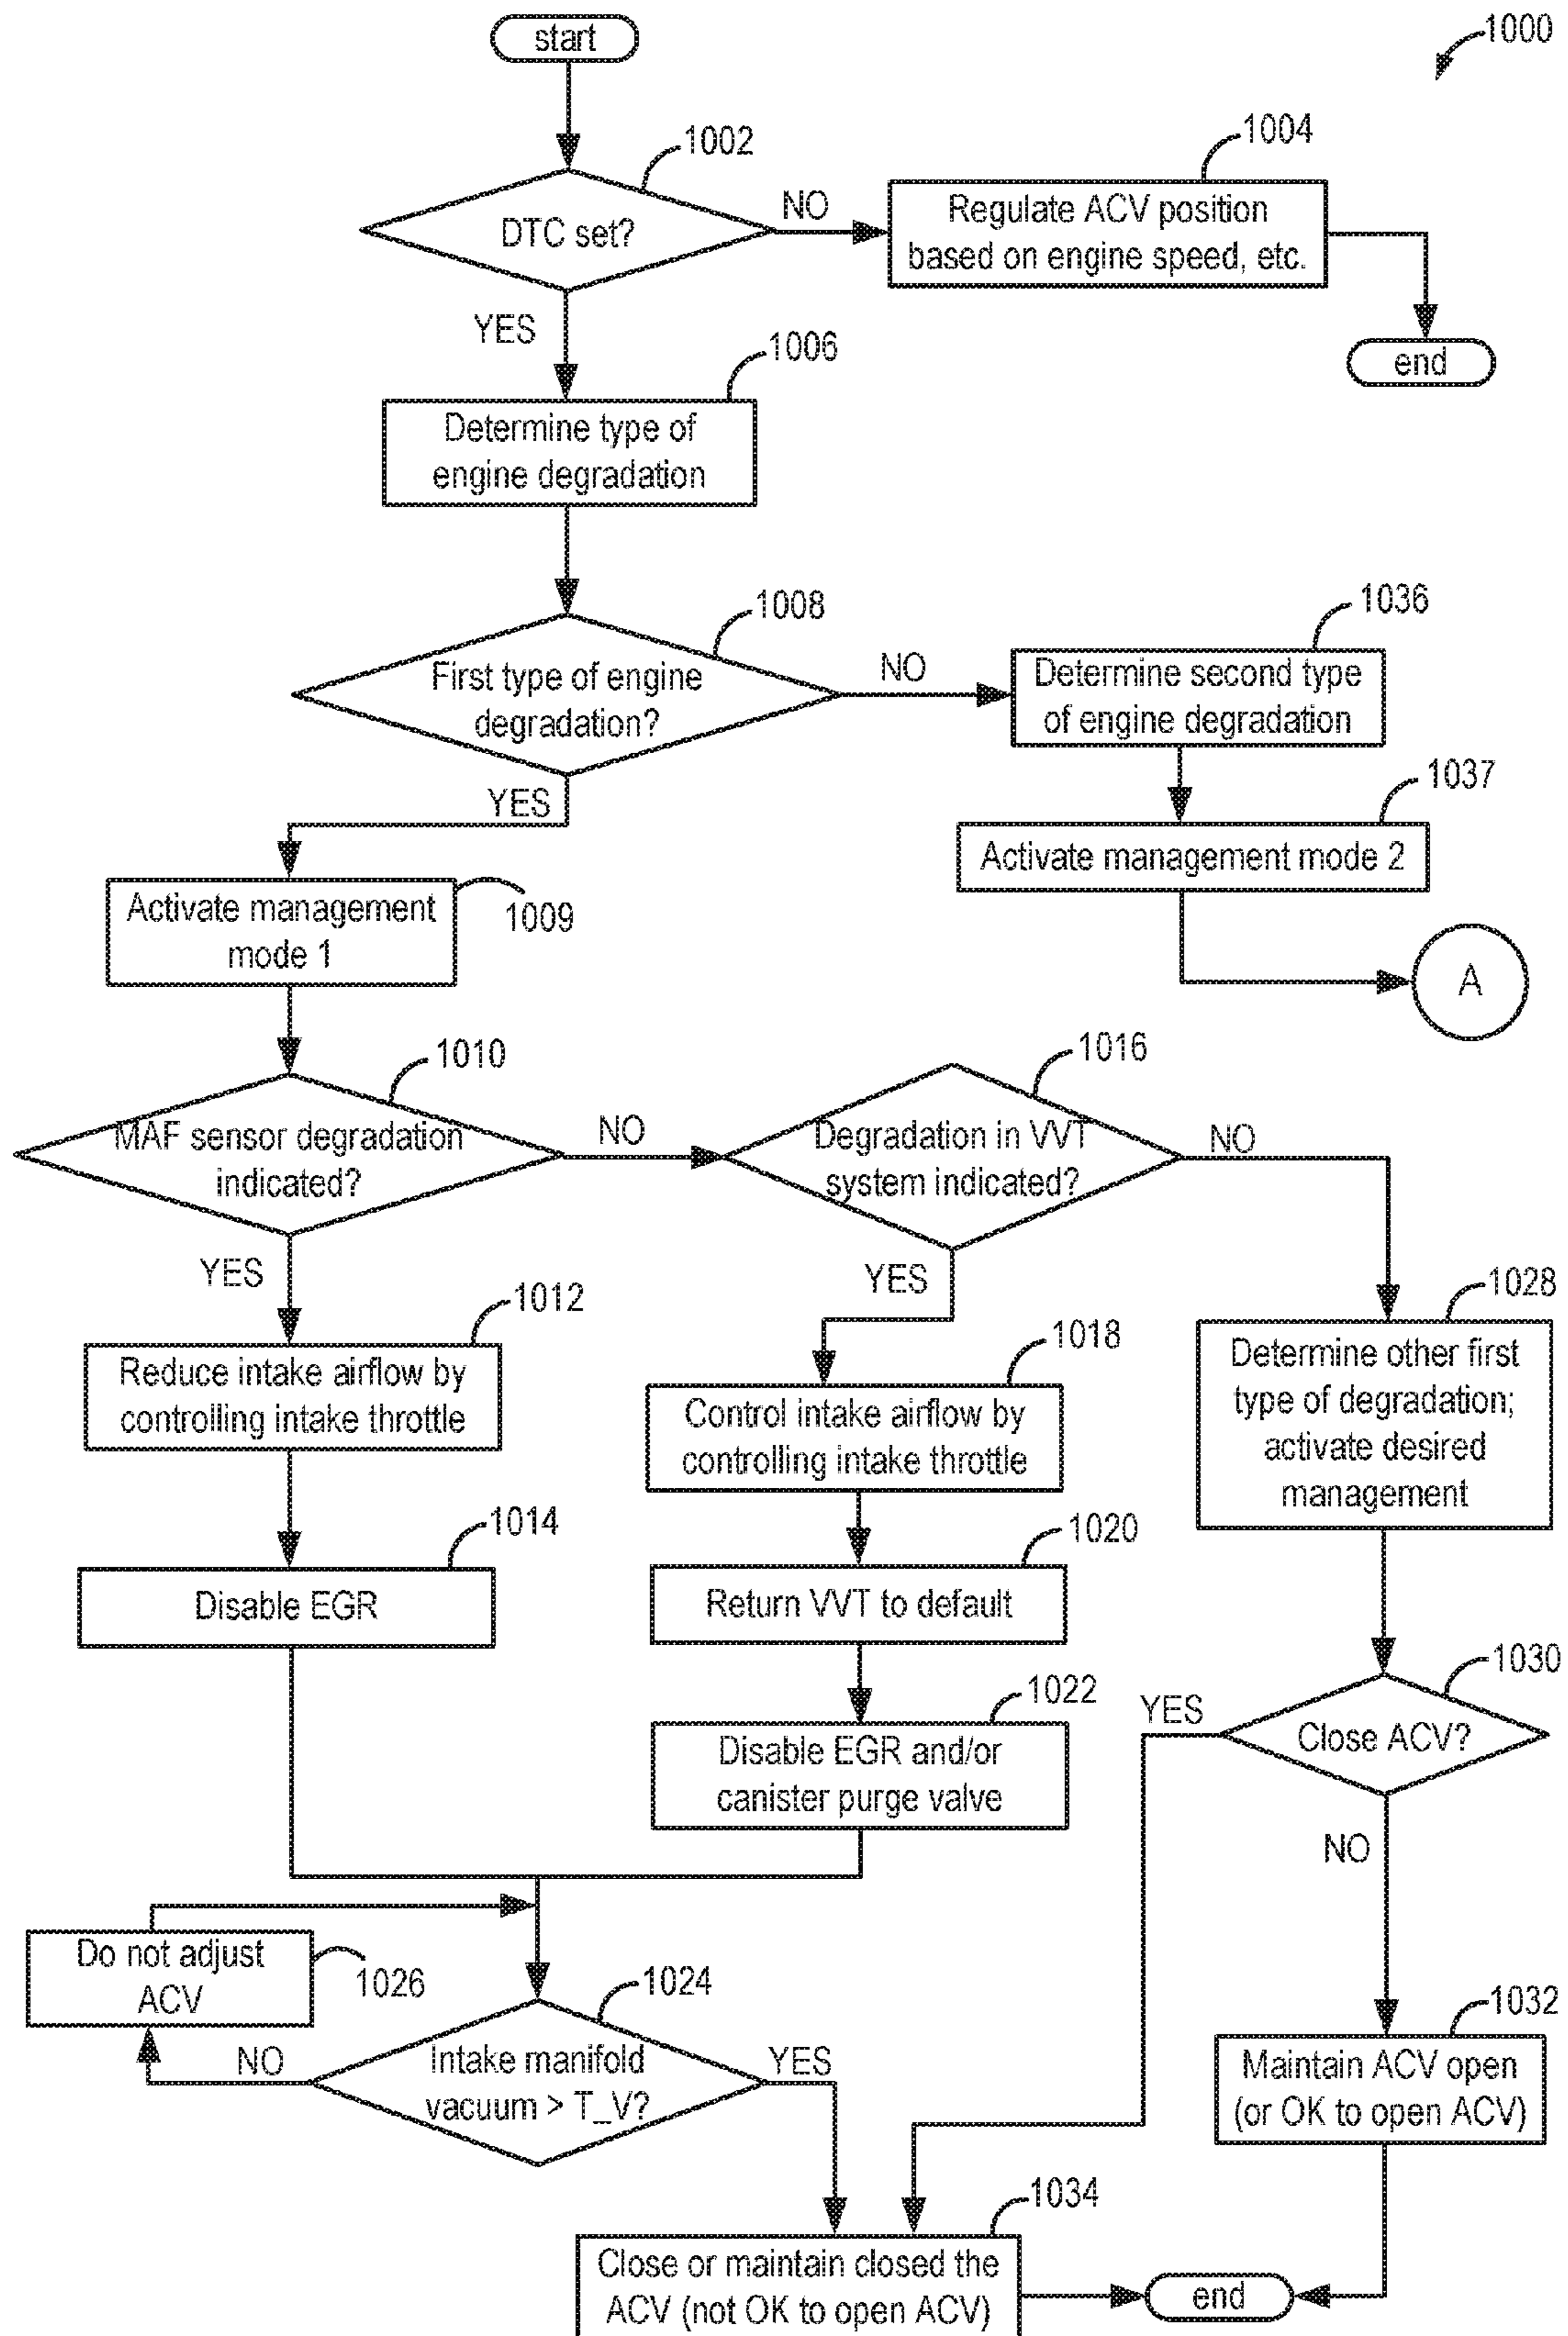 start
1000
1002
DTC set?
NO
YES
1004
Regulate ACV position
based on engine speed, etc.
end
1006
Determine type of
engine degradation
1008
First type of engine
degradation?
NO
YES
1036
Determine second type
of engine degradation
1037
Activate management mode 2
A
Activate management
mode 1
1009
1010
MAF sensor degradation
indicated?
NO
YES
1016
Degradation in VVT
system indicated?
NO
YES
1012
Reduce intake airflow by
controlling intake throttle
1018
Control intake airflow by
controlling intake throttle
1028
Determine other first
type of degradation;
activate desired
management
1014
Disable EGR
1020
Return VVT to default
1022
Disable EGR and/or
canister purge valve
1030
Close ACV?
YES
NO
Do not adjust
ACV
1026
1024
Intake manifold
vacuum > T_V?
NO
YES
1032
Maintain ACV open
(or OK to open ACV)
1034
Close or maintain closed the
ACV (not OK to open ACV)
end